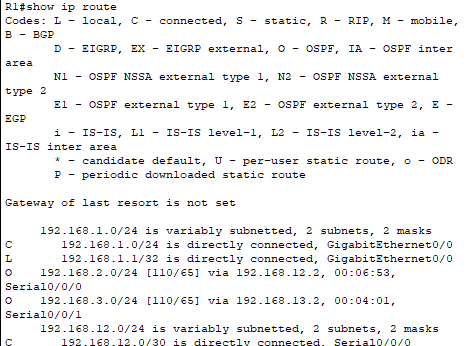 R1#show ip route
Codes: L - local, C - connected, S - static, R - RIP, M - mobile,
B - BGP
D - EIGRP, EX - EIGRP external, O - OSPF, IA - OSPF inter
area
N1 - OSPF NSSA external type 1, N2 - OSPF NSSA external
type 2
E1 - OSPF external type 1, E2 - OSPF external type 2, E -
EGP
i - IS-IS, L1 - IS-IS level-1, L2 - IS-IS level-2, ia -
IS-IS inter area
* - candidate default, U - per-user static route, o - ODR
P - periodic downloaded static route
Gateway of last resort is not set
192.168.1.0/24 is variably subnetted, 2 subnets, 2 masks
C 192.168.1.0/24 is directly connected, GigabitEthernet0/0
L 192.168.1.1/32 is directly connected, GigabitEthernet0/0
O 192.168.2.0/24 [110/65] via 192.168.12.2, 00:06:53,
Serial0/0/0
O 192.168.3.0/24 [110/65] via 192.168.13.2, 00:04:01,
Serial0/0/1
192.168.12.0/24 is variably subnetted, 2 subnets, 2 masks
C 192.168.12.0/30 is directly connected, Serial0/0/0